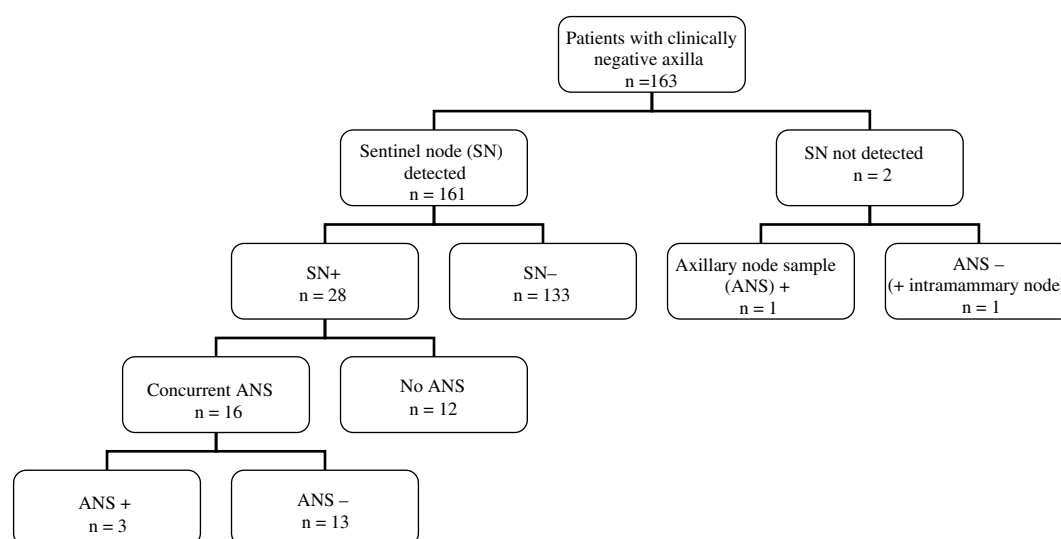 Patients with clinically
negative axilla
n =163
Sentinel node (SN)
detected
n = 161
SN not detected
n = 2
SN+
n = 28
SN–
n = 133
Axillary node sample
(ANS) +
n = 1
ANS –
(+ intramammary node)
n = 1
Concurrent ANS
n = 16
No ANS
n = 12
ANS +
n = 3
ANS –
n = 13